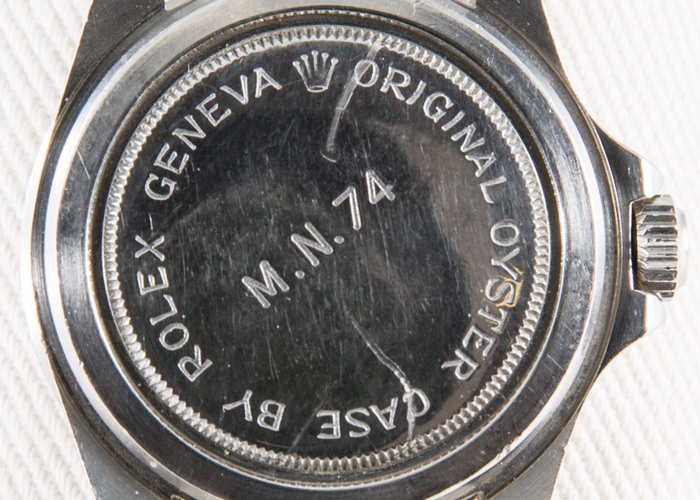 ORIGINAL OYSTER CASE BY ROLEX GENEVA
M.N.74